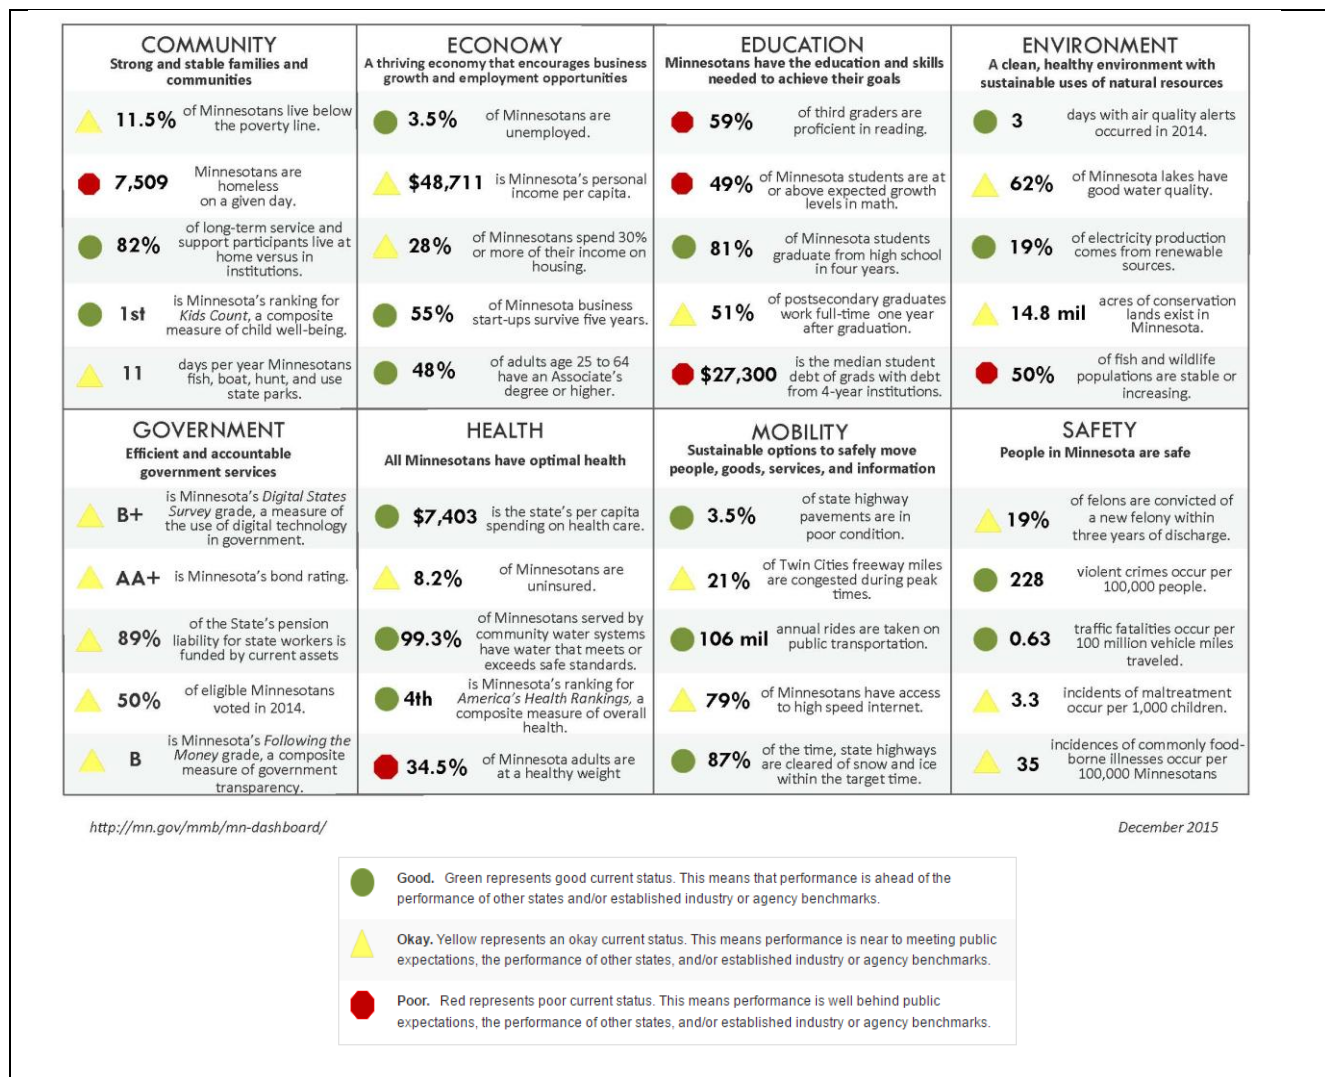 COMMUNITY
Strong and stable families and
communities
11.5% of Minnesotans live below
the poverty line.
7,509 Minnesotans are
homeless
on a given day.
82% of long-term service and
support participants live at
home versus in
institutions.
1st is Minnesota's ranking for
Kids Count, a composite
measure of child well-being.
11 days per year Minnesotans
fish, boat, hunt, and use
state parks.
ECONOMY
A thriving economy that encourages business
growth and employment opportunities
3.5% of Minnesotans are
unemployed.
$48,711 is Minnesota's personal
income per capita.
28% of Minnesotans spend 30%
or more of their income on
housing.
55% of Minnesota business
start-ups survive five years.
48% of adults age 25 to 64
have an Associate's
degree or higher.
EDUCATION
Minnesotans have the education and skills
needed to achieve their goals
59% of third graders are
proficient in reading.
49% of Minnesota students are at
or above expected growth
levels in math.
81% of Minnesota students
graduate from high school
in four years.
51% of postsecondary graduates
work full-time one year
after graduation.
$27,300 is the median student
debt of grads with debt
from 4-year institutions.
ENVIRONMENT
A clean, healthy environment with
sustainable uses of natural resources
3 days with air quality alerts
occurred in 2014.
62% of Minnesota lakes have
good water quality.
19% of electricity production
comes from renewable
sources.
14.8 mil acres of conservation
lands exist in
Minnesota.
50% of fish and wildlife
populations are stable or
increasing.
GOVERNMENT
Efficient and accountable
government services
B+ is Minnesota's Digital States
Survey grade, a measure of
the use of digital technology
in government.
AA+ is Minnesota's bond rating.
89% of the State's pension
liability for state workers is
funded by current assets
50% of eligible Minnesotans
voted in 2014.
B is Minnesota's Following the
Money grade, a composite
measure of government
transparency.
HEALTH
All Minnesotans have optimal health
$7,403 is the state's per capita
spending on health care.
8.2% of Minnesotans are
uninsured.
99.3% of Minnesotans served by
community water systems
have water that meets or
exceeds safe standards.
4th is Minnesota's ranking for
America's Health Rankings, a
composite measure of overall
health.
34.5% of Minnesota adults are
at a healthy weight
MOBILITY
Sustainable options to safely move
people, goods, services, and information
3.5% of state highway
pavements are in
poor condition.
21% of Twin Cities freeway miles
are congested during peak
times.
106 mil annual rides are taken on
public transportation.
79% of Minnesotans have access
to high speed internet.
87% of the time, state highways
are cleared of snow and ice
within the target time.
SAFETY
People in Minnesota are safe
19% of felons are convicted of
a new felony within
three years of discharge.
228 violent crimes occur per
100,000 people.
0.63 traffic fatalities occur per
100 million vehicle miles
traveled.
3.3 incidents of maltreatment
occur per 1,000 children.
35 incidences of commonly food-
borne illnesses occur per
100,000 Minnesotans
http://mn.gov/mmb/mn-dashboard/
December 2015
Good. Green represents good current status. This means that performance is ahead of the
performance of other states and/or established industry or agency benchmarks.
Okay. Yellow represents an okay current status. This means performance is near to meeting public
expectations, the performance of other states, and/or established industry or agency benchmarks.
Poor. Red represents poor current status. This means performance is well behind public
expectations, the performance of other states, and/or established industry or agency benchmarks.